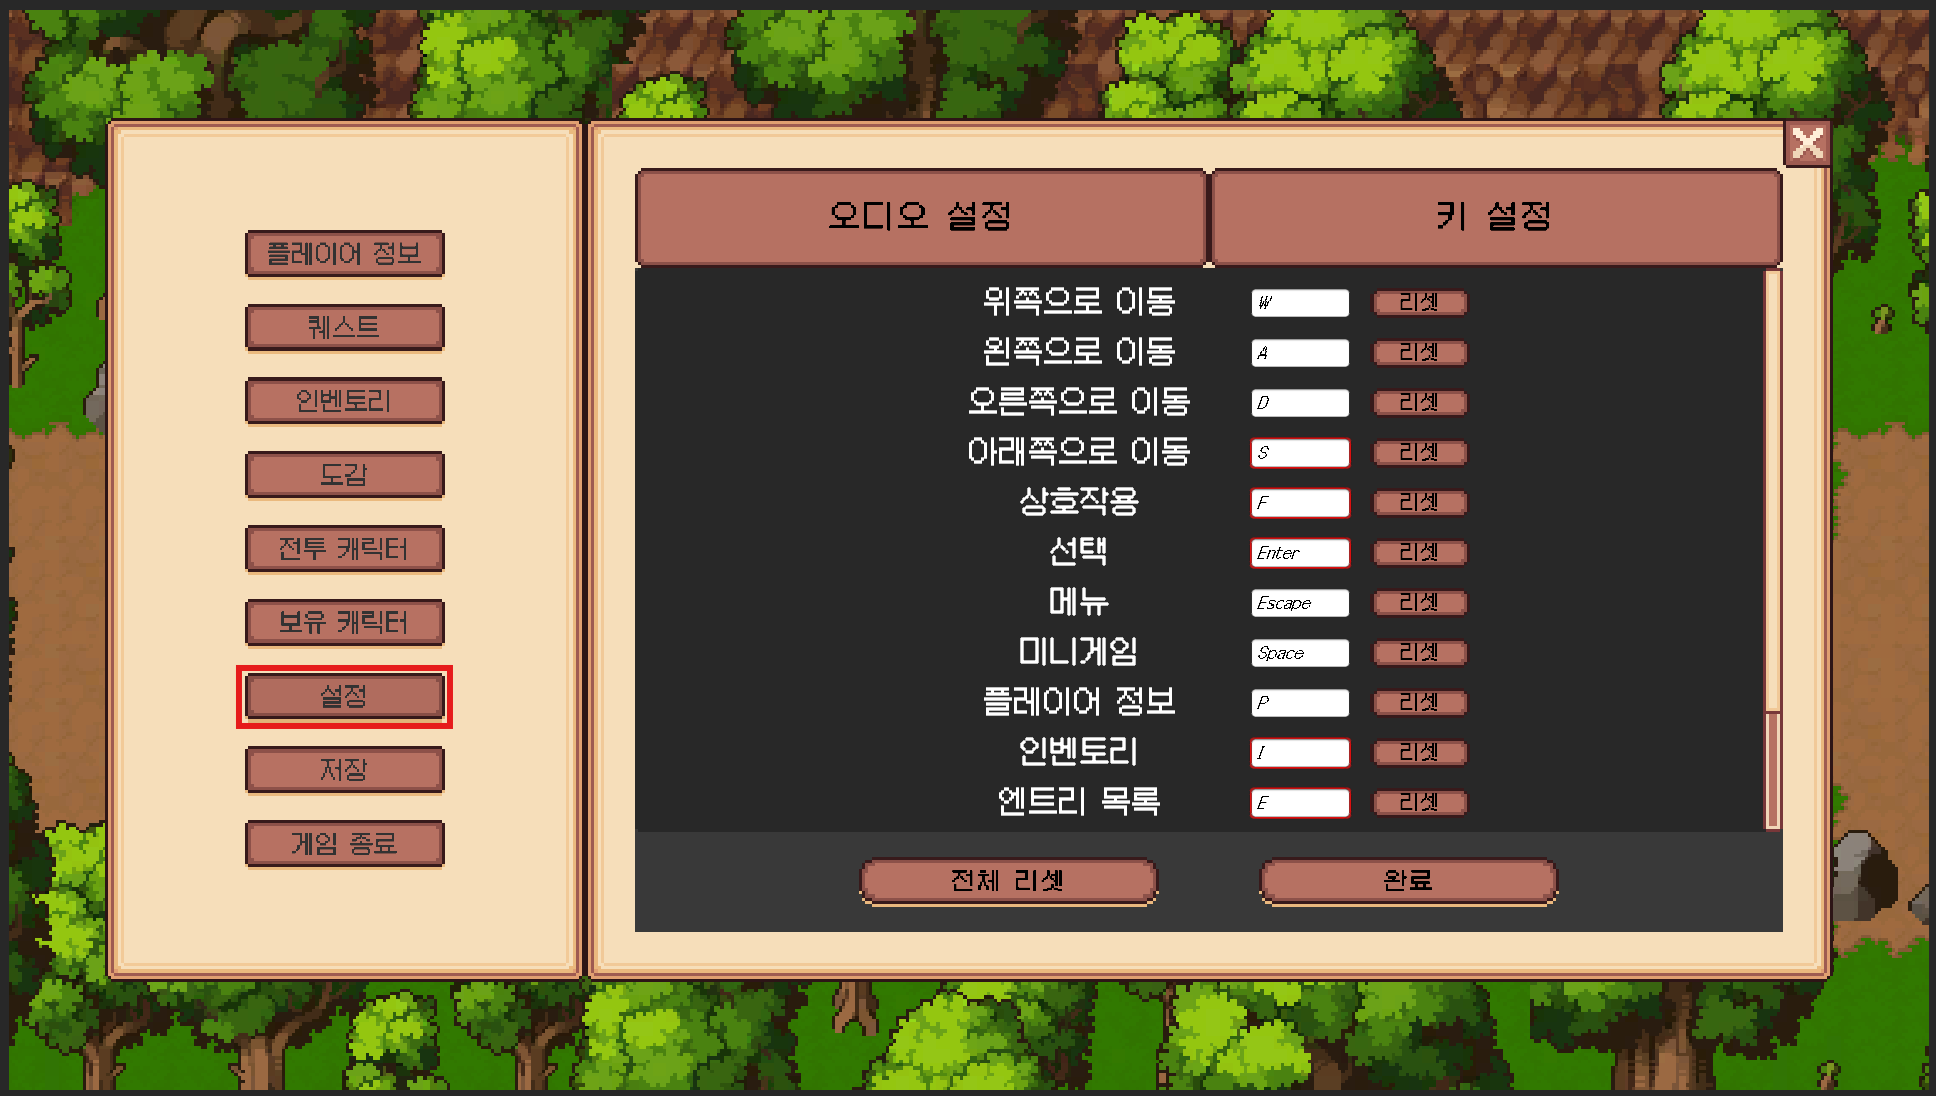 플레이어 정보
퀘스트
인벤토리
도감
전투 캐릭터
보유 캐릭터
설정
저장
게임 종료
오디오 설정 키 설정
위쪽으로 이동 W 리셋
왼쪽으로 이동 A 리셋
오른쪽으로 이동 D 리셋
아래쪽으로 이동 S 리셋
상호작용 F 리셋
선택 Enter 리셋
메뉴 Escape 리셋
미니게임 Space 리셋
플레이어 정보 P 리셋
인벤토리 I 리셋
엔트리 목록 E 리셋
전체 리셋 완료